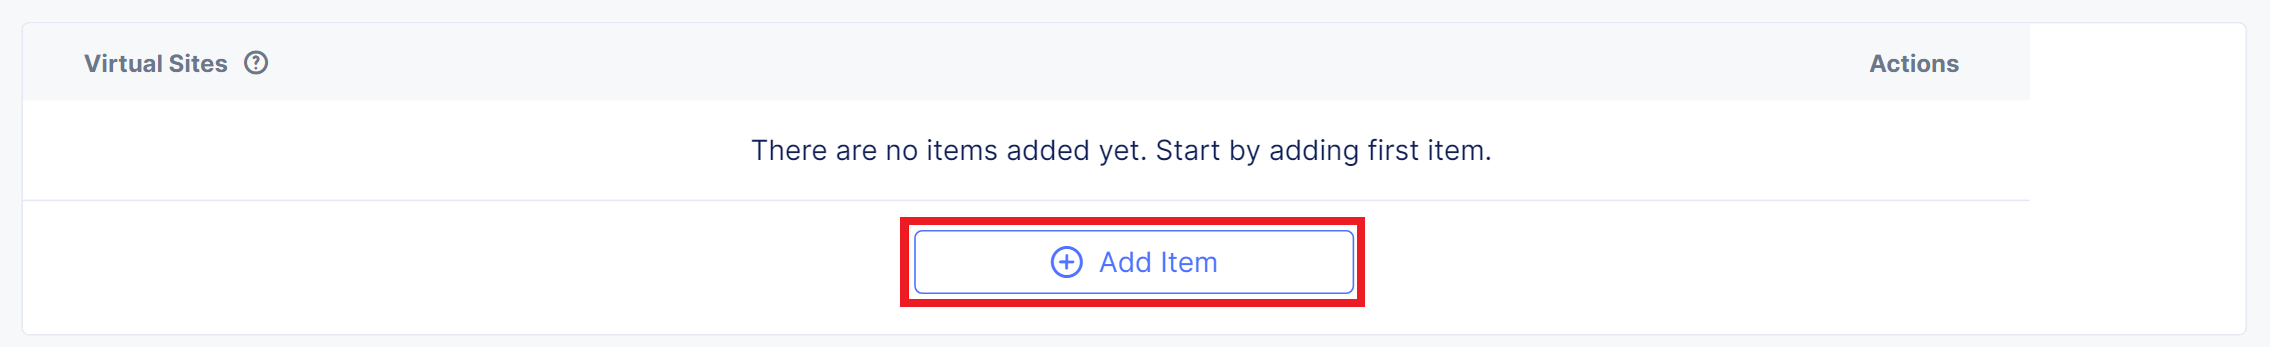 Virtual Sites Actions
There are no items added yet. Start by adding first item.
Add Item